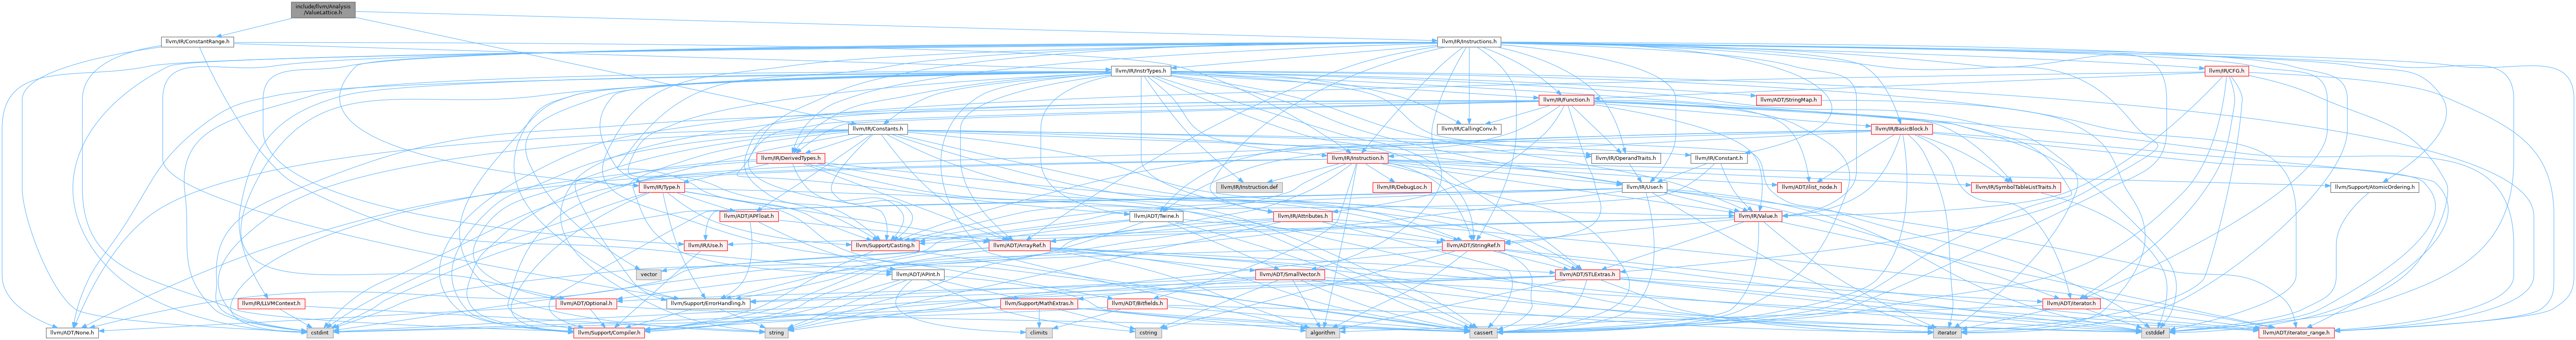 include/llvm/Analysis
/ValueLattice.h
llvm/IR/ConstantRange.h
llvm/IR/Instructions.h
llvm/IR/InstrTypes.h
llvm/IR/CFG.h
llvm/IR/Function.h
llvm/ADT/StringMap.h
llvm/IR/Constants.h
llvm/IR/CallingConv.h
llvm/IR/BasicBlock.h
llvm/IR/DerivedTypes.h
llvm/IR/Instruction.h
llvm/IR/OperandTraits.h
llvm/IR/Constant.h
llvm/IR/Type.h
llvm/IR/Instruction.def
llvm/IR/DebugLoc.h
llvm/IR/User.h
llvm/ADT/ilist_node.h
llvm/IR/SymbolTableListTraits.h
llvm/Support/AtomicOrdering.h
llvm/ADT/APFloat.h
llvm/ADT/Twine.h
llvm/IR/Attributes.h
llvm/IR/Value.h
llvm/IR/Use.h
llvm/Support/Casting.h
llvm/ADT/ArrayRef.h
llvm/ADT/StringRef.h
vector
llvm/ADT/APInt.h
llvm/ADT/SmallVector.h
llvm/ADT/STLExtras.h
llvm/IR/LLVMContext.h
llvm/ADT/Optional.h
llvm/Support/ErrorHandling.h
llvm/Support/MathExtras.h
llvm/ADT/Bitfields.h
llvm/ADT/iterator.h
llvm/ADT/None.h
cstdint
llvm/Support/Compiler.h
string
climits
cstring
algorithm
cassert
iterator
cstddef
llvm/ADT/iterator_range.h